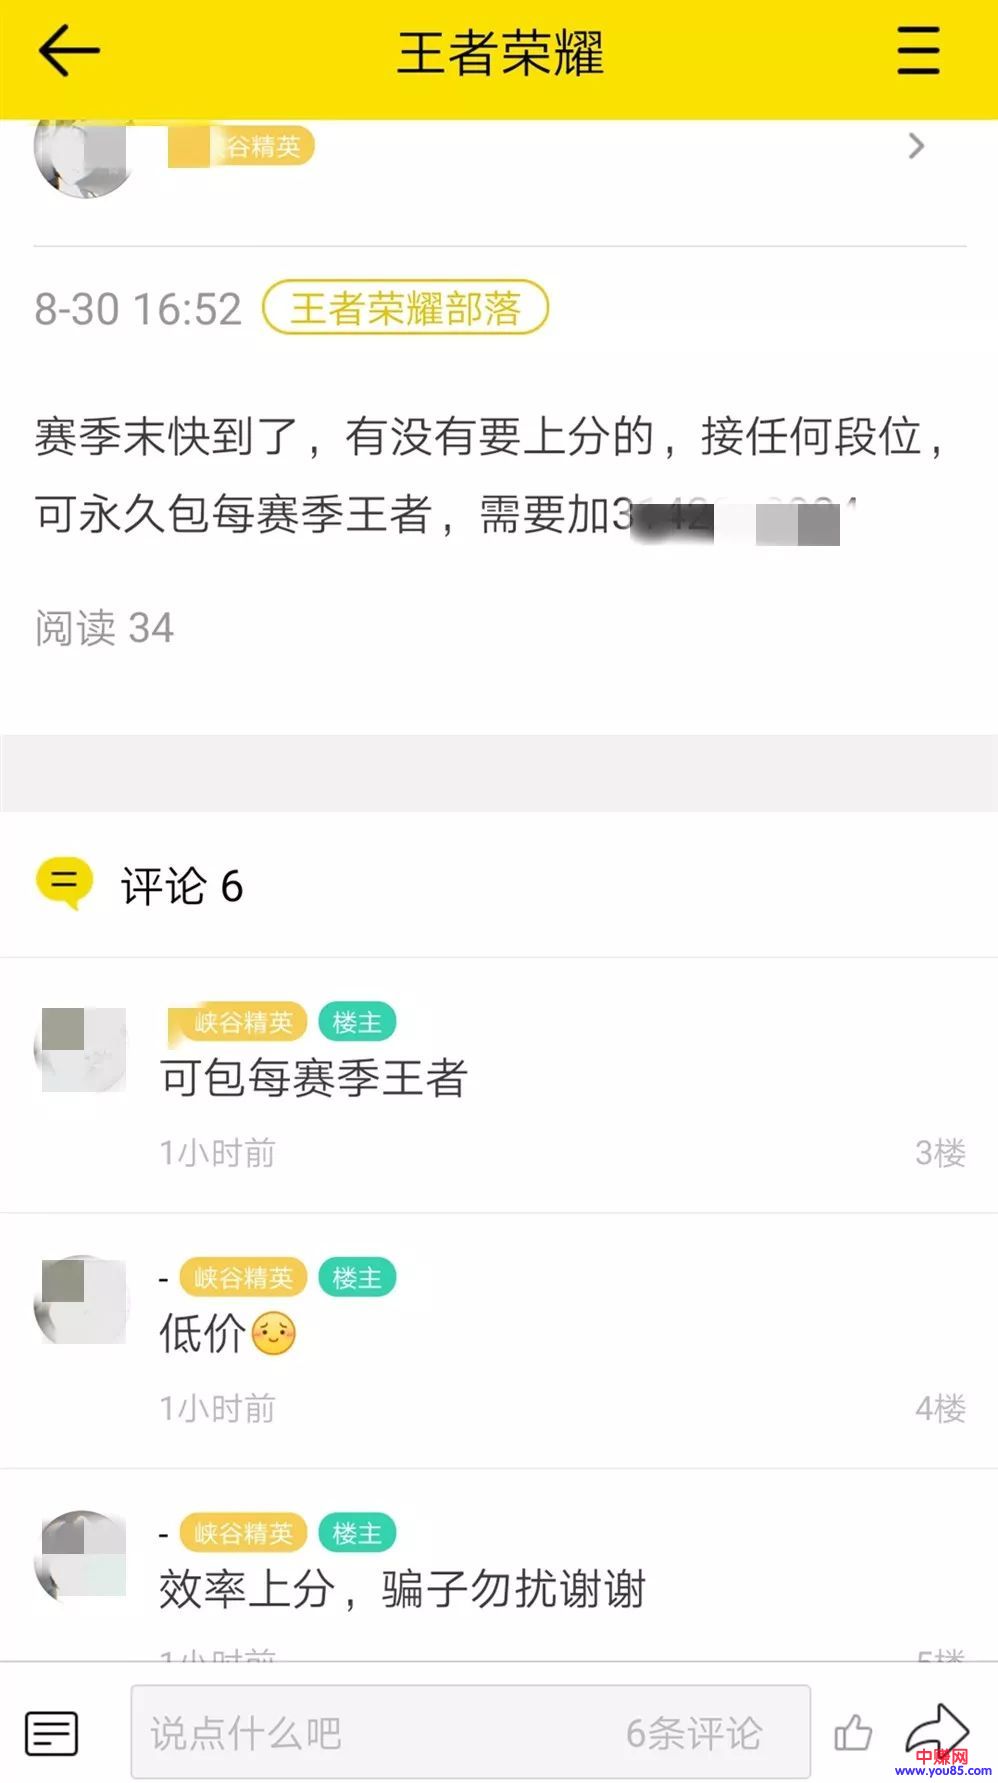 王者荣耀
谷精英
8-30 16:52 王者荣耀部落
赛季末快到了，有没有要上分的，接任何段位，
可永久包每赛季王者，需要加3
阅读 34
评论 6
峡谷精英 楼主
可包每赛季王者
1小时前 3楼
- 峡谷精英 楼主
低价😌
1小时前 4楼
- 峡谷精英 楼主
效率上分，骗子勿扰谢谢
1小时前 5楼
说点什么吧 6条评论
中赚网
www.you85.com